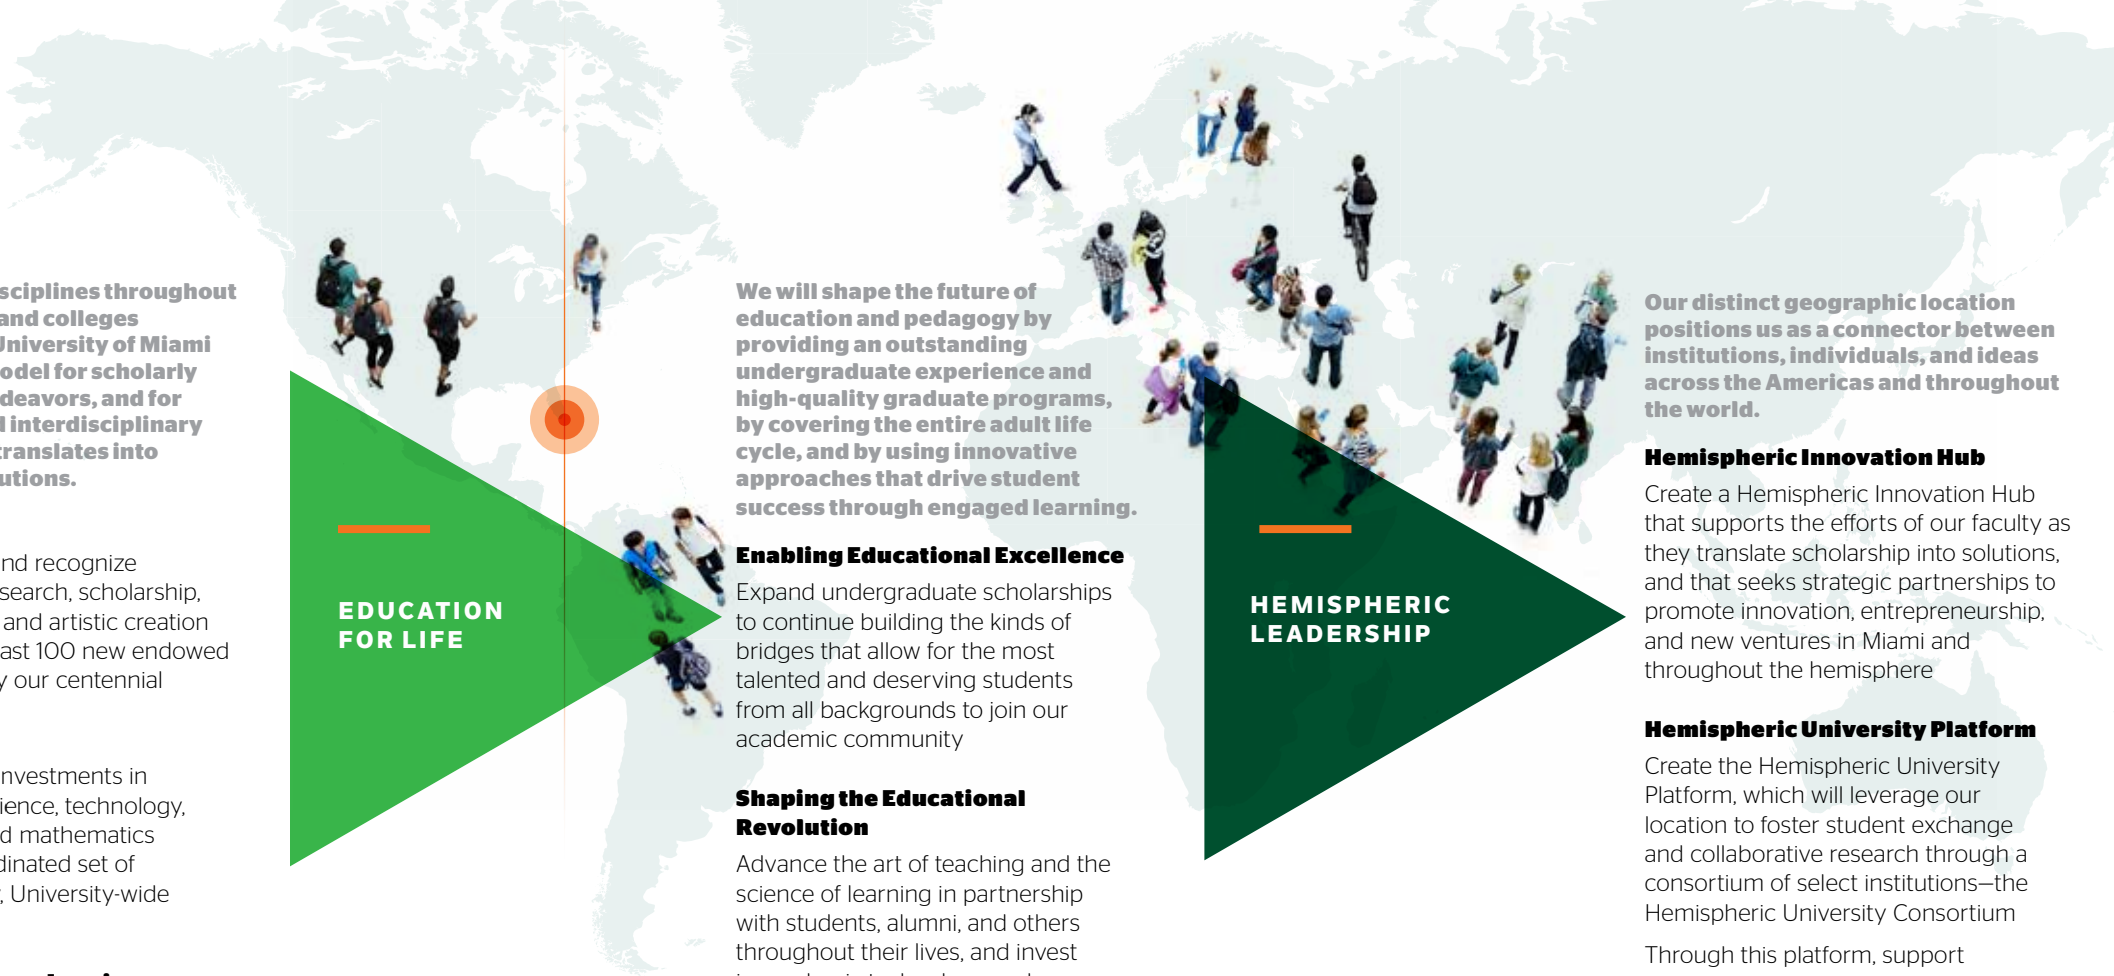 sciplines throughout
and colleges
University of Miami
odel for scholarly
deavors, and for
d interdisciplinary
translates into
utions.
nd recognize
search, scholarship,
and artistic creation
ast 100 new endowed
y our centennial
nvestments in
ience, technology,
d mathematics
dinated set of
, University-wide
EDUCATION
FOR LIFE
We will shape the future of
education and pedagogy by
providing an outstanding
undergraduate experience and
high-quality graduate programs,
by covering the entire adult life
cycle, and by using innovative
approaches that drive student
success through engaged learning.
Enabling Educational Excellence
Expand undergraduate scholarships
to continue building the kinds of
bridges that allow for the most
talented and deserving students
from all backgrounds to join our
academic community
Shaping the Educational
Revolution
Advance the art of teaching and the
science of learning in partnership
with students, alumni, and others
throughout their lives, and invest
HEMISPHERIC
LEADERSHIP
Our distinct geographic location
positions us as a connector between
institutions, individuals, and ideas
across the Americas and throughout
the world.
Hemispheric Innovation Hub
Create a Hemispheric Innovation Hub
that supports the efforts of our faculty as
they translate scholarship into solutions,
and that seeks strategic partnerships to
promote innovation, entrepreneurship,
and new ventures in Miami and
throughout the hemisphere
Hemispheric University Platform
Create the Hemispheric University
Platform, which will leverage our
location to foster student exchange
and collaborative research through a
consortium of select institutions—the
Hemispheric University Consortium
Through this platform, support